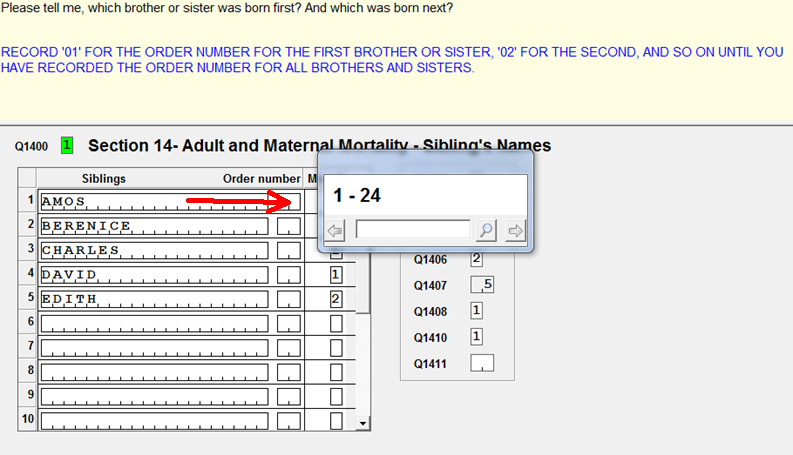 Please tell me, which brother or sister was born first? And which was born next?
RECORD '01' FOR THE ORDER NUMBER FOR THE FIRST BROTHER OR SISTER, '02' FOR THE SECOND, AND SO ON UNTIL YOU
HAVE RECORDED THE ORDER NUMBER FOR ALL BROTHERS AND SISTERS.
Q1400 1 Section 14- Adult and Maternal Mortality - Sibling's Names
Siblings Order number M
1 - 24
1 AMOS
2 BERENICE
3 CHARLES
4 DAVID 1
5 EDITH 2
6
7
8
9
10
Q1406 2
Q1407 5
Q1408 1
Q1410 1
Q1411